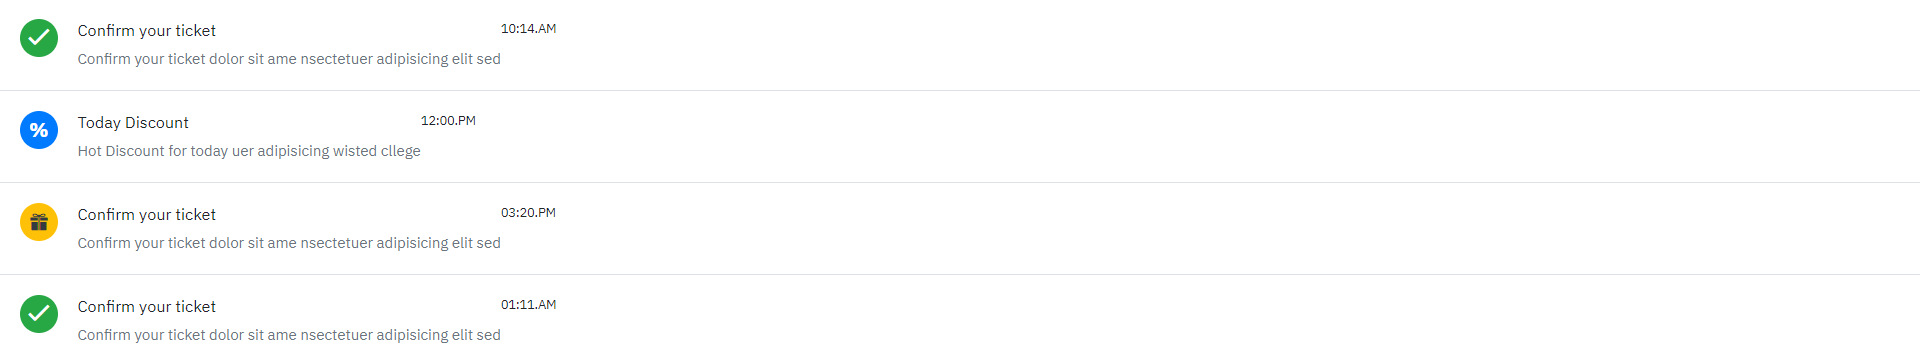 Confirm your ticket 10:14.AM
Confirm your ticket dolor sit ame nsectetuer adipisicing elit sed
% Today Discount 12:00.PM
Hot Discount for today uer adipisicing wisted cllege
Confirm your ticket 03:20.PM
Confirm your ticket dolor sit ame nsectetuer adipisicing elit sed
Confirm your ticket 01:11.AM
Confirm your ticket dolor sit ame nsectetuer adipisicing elit sed